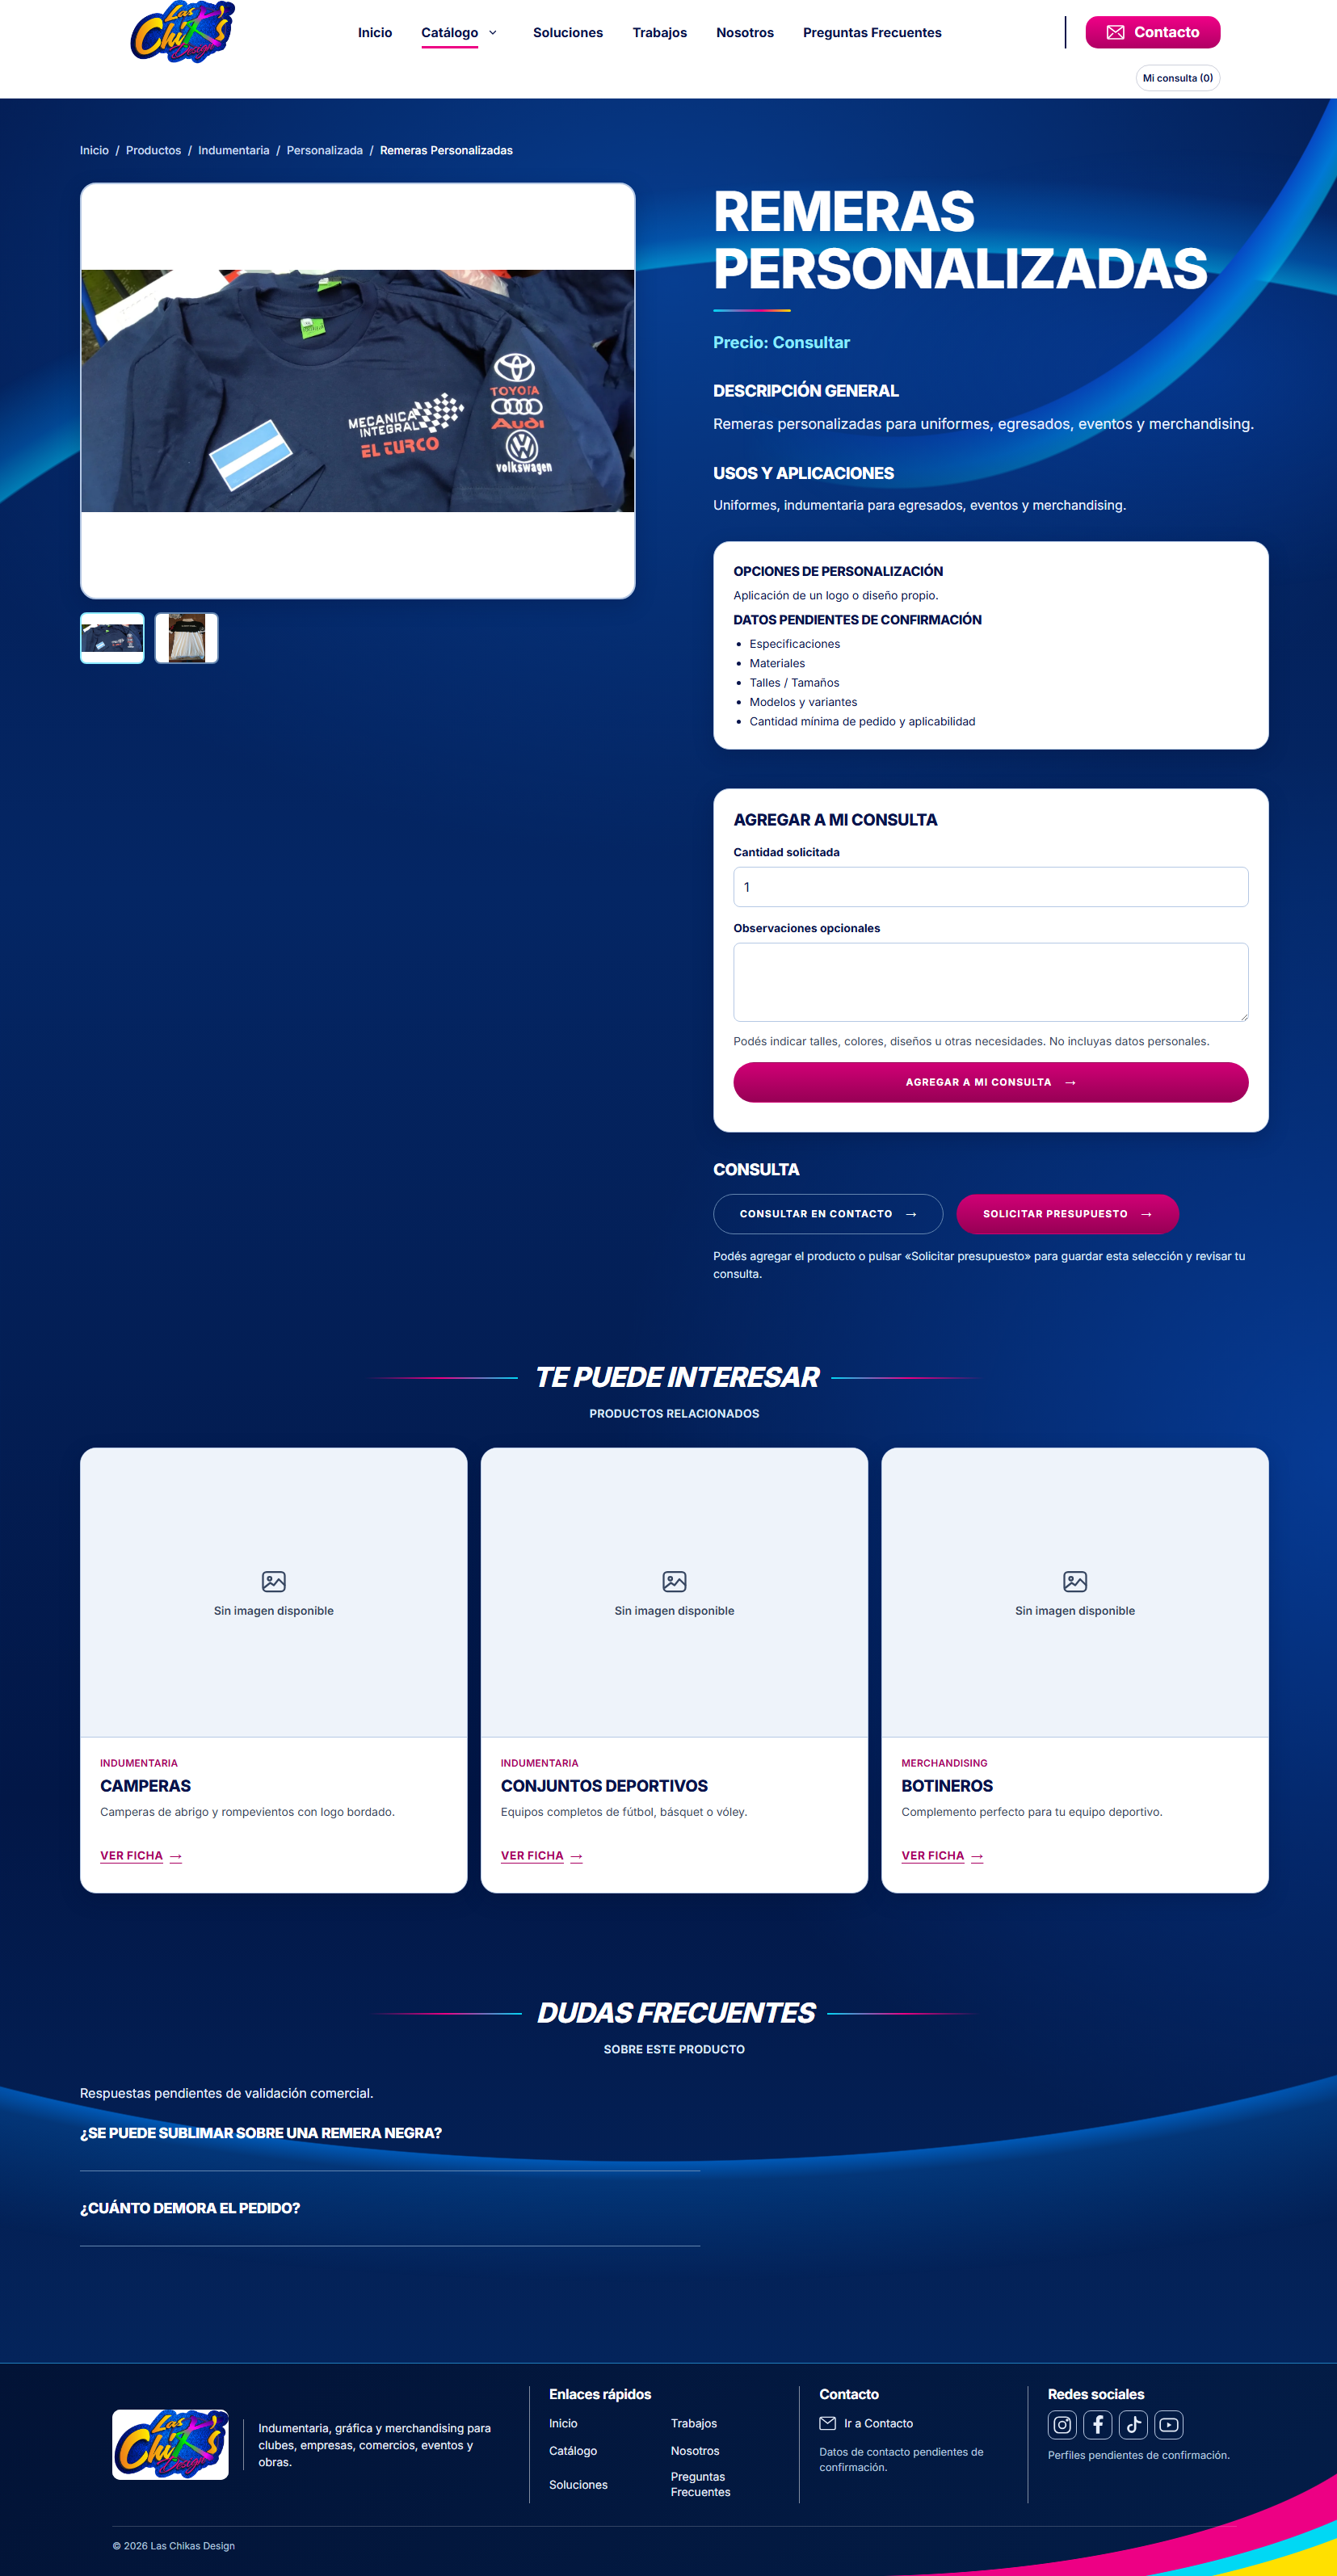 Las
Chikas
Design
Inicio
Catálogo
Soluciones
Trabajos
Nosotros
Preguntas Frecuentes
Contacto
Mi consulta (0)
Inicio / Productos / Indumentaria / Personalizada / Remeras Personalizadas
MECANICA
INTEGRAL
EL TURCO
TOYOTA
Audi
volkswagen
REMERAS
PERSONALIZADAS
Precio: Consultar
DESCRIPCIÓN GENERAL
Remeras personalizadas para uniformes, egresados, eventos y merchandising.
USOS Y APLICACIONES
Uniformes, indumentaria para egresados, eventos y merchandising.
OPCIONES DE PERSONALIZACIÓN
Aplicación de un logo o diseño propio.
DATOS PENDIENTES DE CONFIRMACIÓN
• Especificaciones
• Materiales
• Talles / Tamaños
• Modelos y variantes
• Cantidad mínima de pedido y aplicabilidad
AGREGAR A MI CONSULTA
Cantidad solicitada
1
Observaciones opcionales
Podés indicar talles, colores, diseños u otras necesidades. No incluyas datos personales.
AGREGAR A MI CONSULTA →
CONSULTA
CONSULTAR EN CONTACTO →
SOLICITAR PRESUPUESTO →
Podés agregar el producto o pulsar «Solicitar presupuesto» para guardar esta selección y revisar tu
consulta.
TE PUEDE INTERESAR
PRODUCTOS RELACIONADOS
Sin imagen disponible
INDUMENTARIA
CAMPERAS
Camperas de abrigo y rompevientos con logo bordado.
VER FICHA →
Sin imagen disponible
INDUMENTARIA
CONJUNTOS DEPORTIVOS
Equipos completos de fútbol, básquet o vóley.
VER FICHA →
Sin imagen disponible
MERCHANDISING
BOTINEROS
Complemento perfecto para tu equipo deportivo.
VER FICHA →
DUDAS FRECUENTES
SOBRE ESTE PRODUCTO
Respuestas pendientes de validación comercial.
¿SE PUEDE SUBLIMAR SOBRE UNA REMERA NEGRA?
¿CUÁNTO DEMORA EL PEDIDO?
Las
Chikas
Design
Indumentaria, gráfica y merchandising para
clubes, empresas, comercios, eventos y
obras.
Enlaces rápidos
Inicio
Trabajos
Catálogo
Nosotros
Soluciones
Preguntas
Frecuentes
Contacto
Ir a Contacto
Datos de contacto pendientes de
confirmación.
Redes sociales
Perfiles pendientes de confirmación.
© 2026 Las Chikas Design